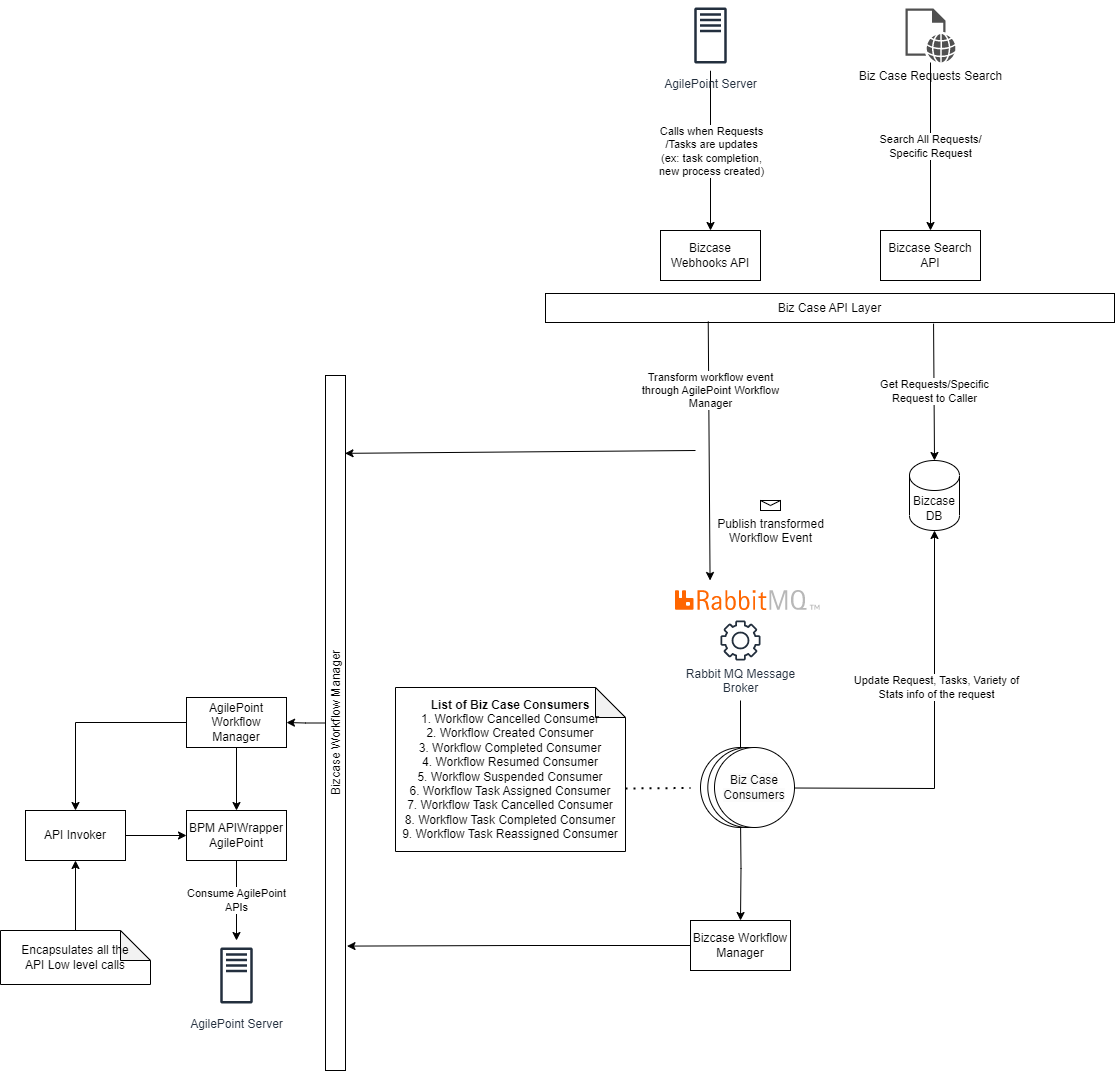 AgilePoint Server
Biz Case Requests Search
Calls when Requests
/Tasks are updates
(ex: task completion,
new process created)
Search All Requests/
Specific Request
Bizcase
Webhooks API
Bizcase Search
API
Biz Case API Layer
Transform workflow event
through AgilePoint Workflow
Manager
Get Requests/Specific
Request to Caller
Bizcase
DB
Publish transformed
Workflow Event
RabbitMQ™
Rabbit MQ Message
Broker
Bizcase Workflow Manager
Update Request, Tasks, Variety of
Stats info of the request
List of Biz Case Consumers
1. Workflow Cancelled Consumer
2. Workflow Created Consumer
3. Workflow Completed Consumer
4. Workflow Resumed Consumer
5. Workflow Suspended Consumer
6. Workflow Task Assigned Consumer
7. Workflow Task Cancelled Consumer
8. Workflow Task Completed Consumer
9. Workflow Task Reassigned Consumer
Biz Case
Consumers
AgilePoint
Workflow
Manager
API Invoker
BPM APIWrapper
AgilePoint
Consume AgilePoint
APIs
Encapsulates all the
API Low level calls
Bizcase Workflow
Manager
AgilePoint Server